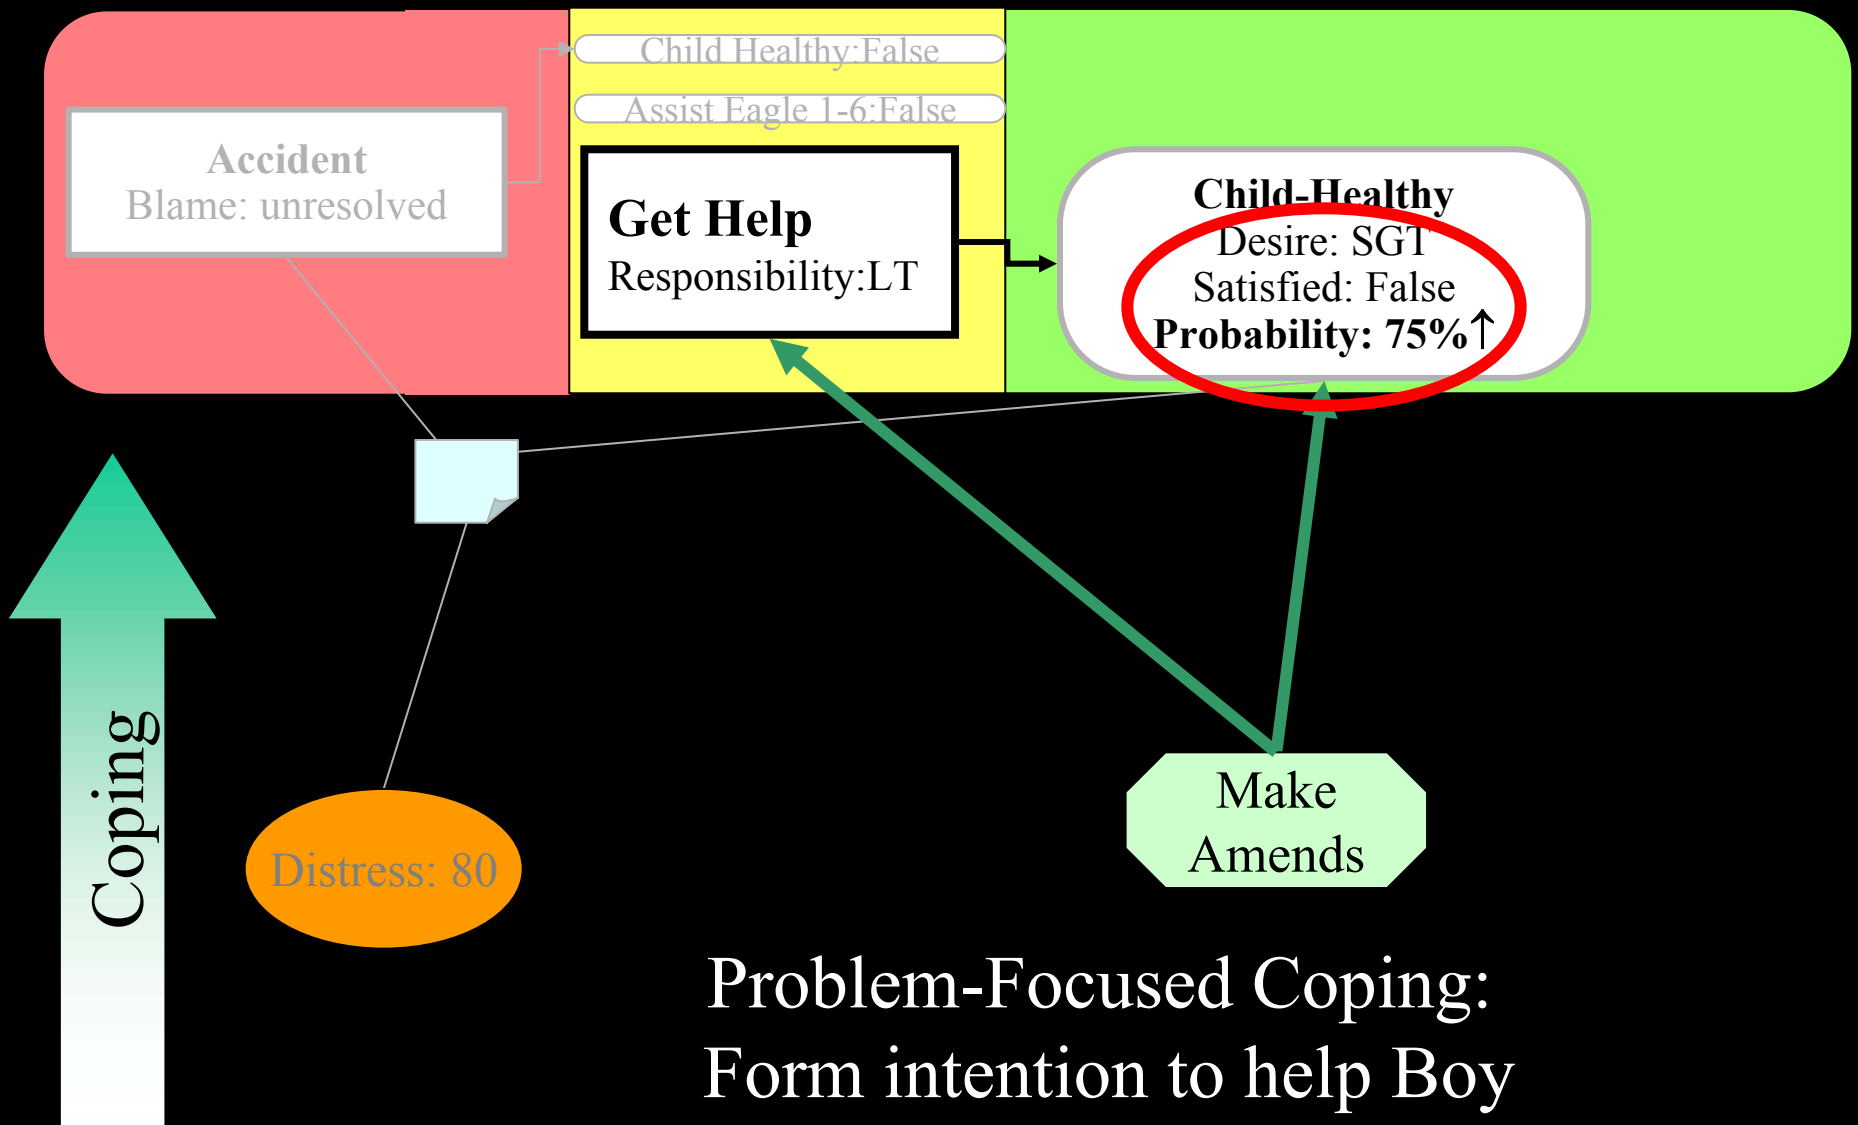 Child Healthy:False
Assist Eagle 1-6:False
Accident
Blame: unresolved
Get Help
Responsibility:LT
Child-Healthy
Desire: SGT
Satisfied: False
Probability: 75%↑
Coping
Distress: 80
Make
Amends
Problem-Focused Coping:
Form intention to help Boy